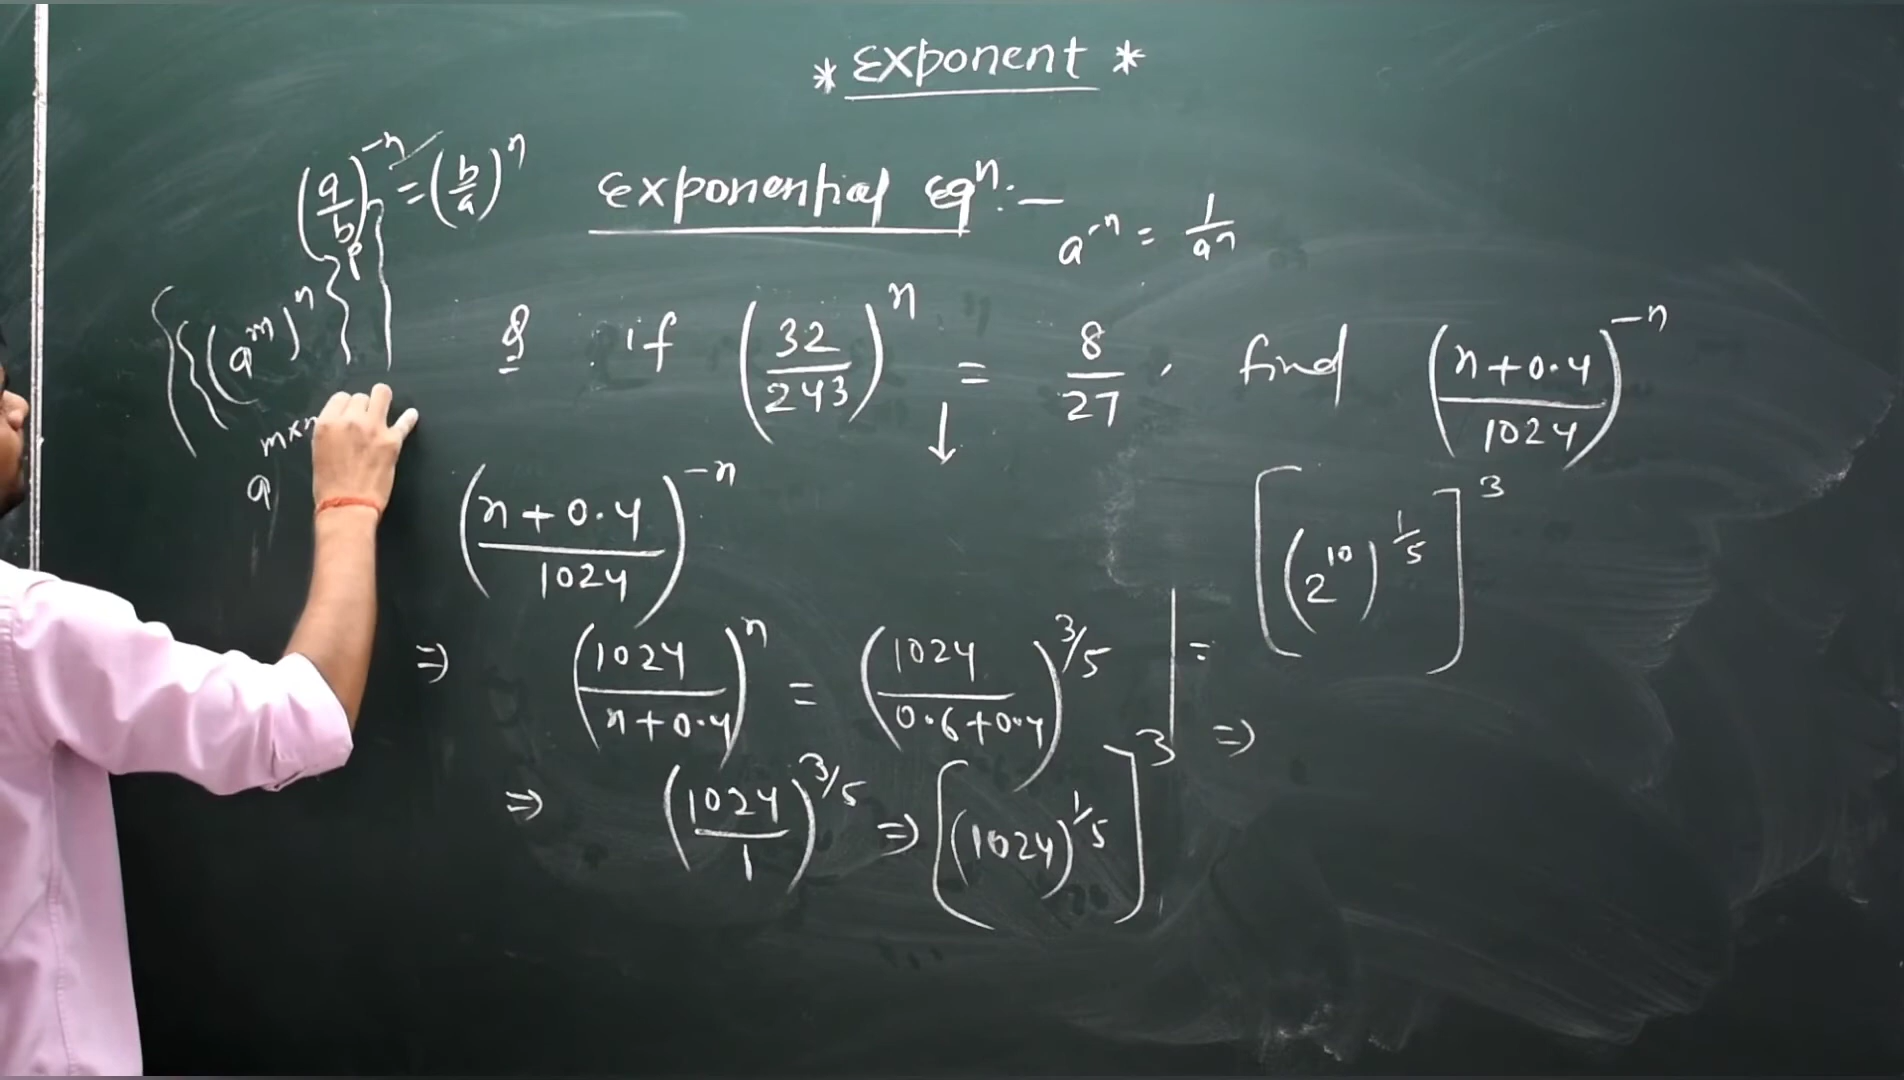 * Exponent *
(a/b)^-n = (b/a)^n
Exponential Eqⁿ:-
a^-n = 1/a^n
{{(a^m)^n}^p}^n
a^m×n
Q if (32/243)^n = 8/27 , find (n+0.4/1024)^-n
(n+0.4/1024)^-n
⇒ (1024/n+0.4)^n = (1024/0.6+0.4)^3/5
⇒ (1024/1)^3/5 ⇒ [(1024)^1/5]^3
= [(2^10)^1/5]^3
⇒